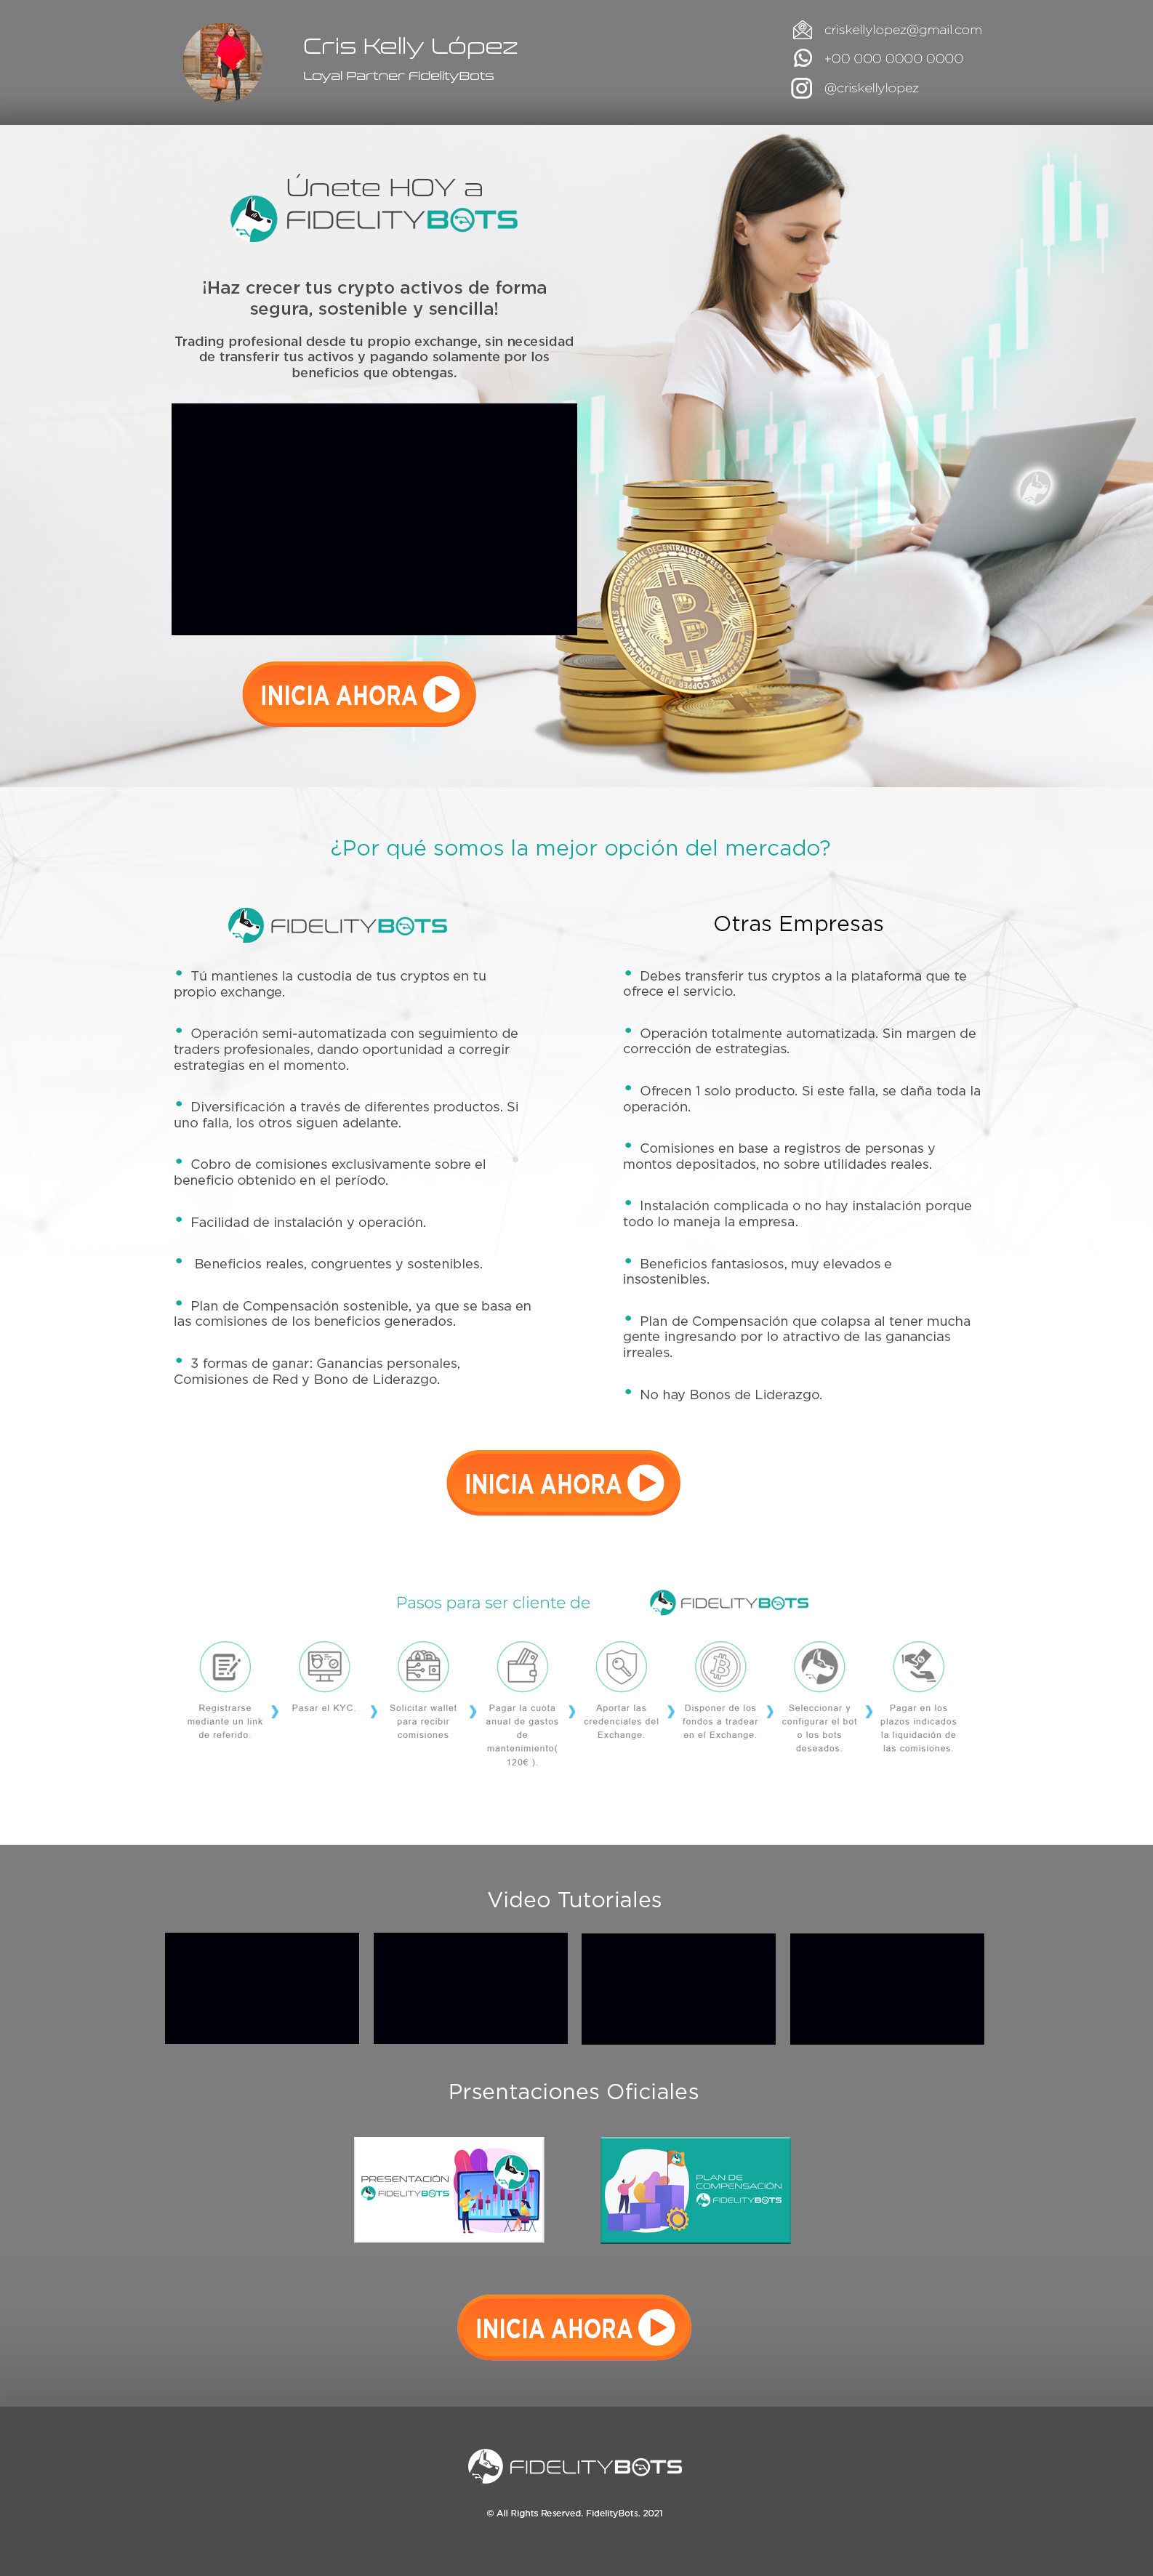 Cris Kelly López
Loyal Partner FidelityBots
criskellylopez@gmail.com
+00 000 0000 0000
@criskellylopez
Únete HOY a
FIDELITYBOTS
¡Haz crecer tus crypto activos de forma
segura, sostenible y sencilla!
Trading profesional desde tu propio exchange, sin necesidad
de transferir tus activos y pagando solamente por los
beneficios que obtengas.
INICIA AHORA
¿Por qué somos la mejor opción del mercado?
FIDELITYBOTS
• Tú mantienes la custodia de tus cryptos en tu
propio exchange.
• Operación semi-automatizada con seguimiento de
traders profesionales, dando oportunidad a corregir
estrategias en el momento.
• Diversificación a través de diferentes productos. Si
uno falla, los otros siguen adelante.
• Cobro de comisiones exclusivamente sobre el
beneficio obtenido en el período.
• Facilidad de instalación y operación.
• Beneficios reales, congruentes y sostenibles.
• Plan de Compensación sostenible, ya que se basa en
las comisiones de los beneficios generados.
• 3 formas de ganar: Ganancias personales,
Comisiones de Red y Bono de Liderazgo.
Otras Empresas
• Debes transferir tus cryptos a la plataforma que te
ofrece el servicio.
• Operación totalmente automatizada. Sin margen de
corrección de estrategias.
• Ofrecen 1 solo producto. Si este falla, se daña toda la
operación.
• Comisiones en base a registros de personas y
montos depositados, no sobre utilidades reales.
• Instalación complicada o no hay instalación porque
todo lo maneja la empresa.
• Beneficios fantasiosos, muy elevados e
insostenibles.
• Plan de Compensación que colapsa al tener mucha
gente ingresando por lo atractivo de las ganancias
irreales.
• No hay Bonos de Liderazgo.
INICIA AHORA
Pasos para ser cliente de
FIDELITYBOTS
Registrarse
mediante un link
de referido.
Pasar el KYC.
Solicitar wallet
para recibir
comisiones
Pagar la cuota
anual de gastos
de
mantenimiento(
120€ ).
Aportar las
credenciales del
Exchange.
Disponer de los
fondos a tradear
en el Exchange.
Seleccionar y
configurar el bot
o los bots
deseados.
Pagar en los
plazos indicados
la liquidación de
las comisiones.
Video Tutoriales
Prsentaciones Oficiales
PRESENTACIÓN
FIDELITYBOTS
PLAN DE
COMPENSACIÓN
FIDELITYBOTS
INICIA AHORA
FIDELITYBOTS
© All Rights Reserved. FidelityBots. 2021